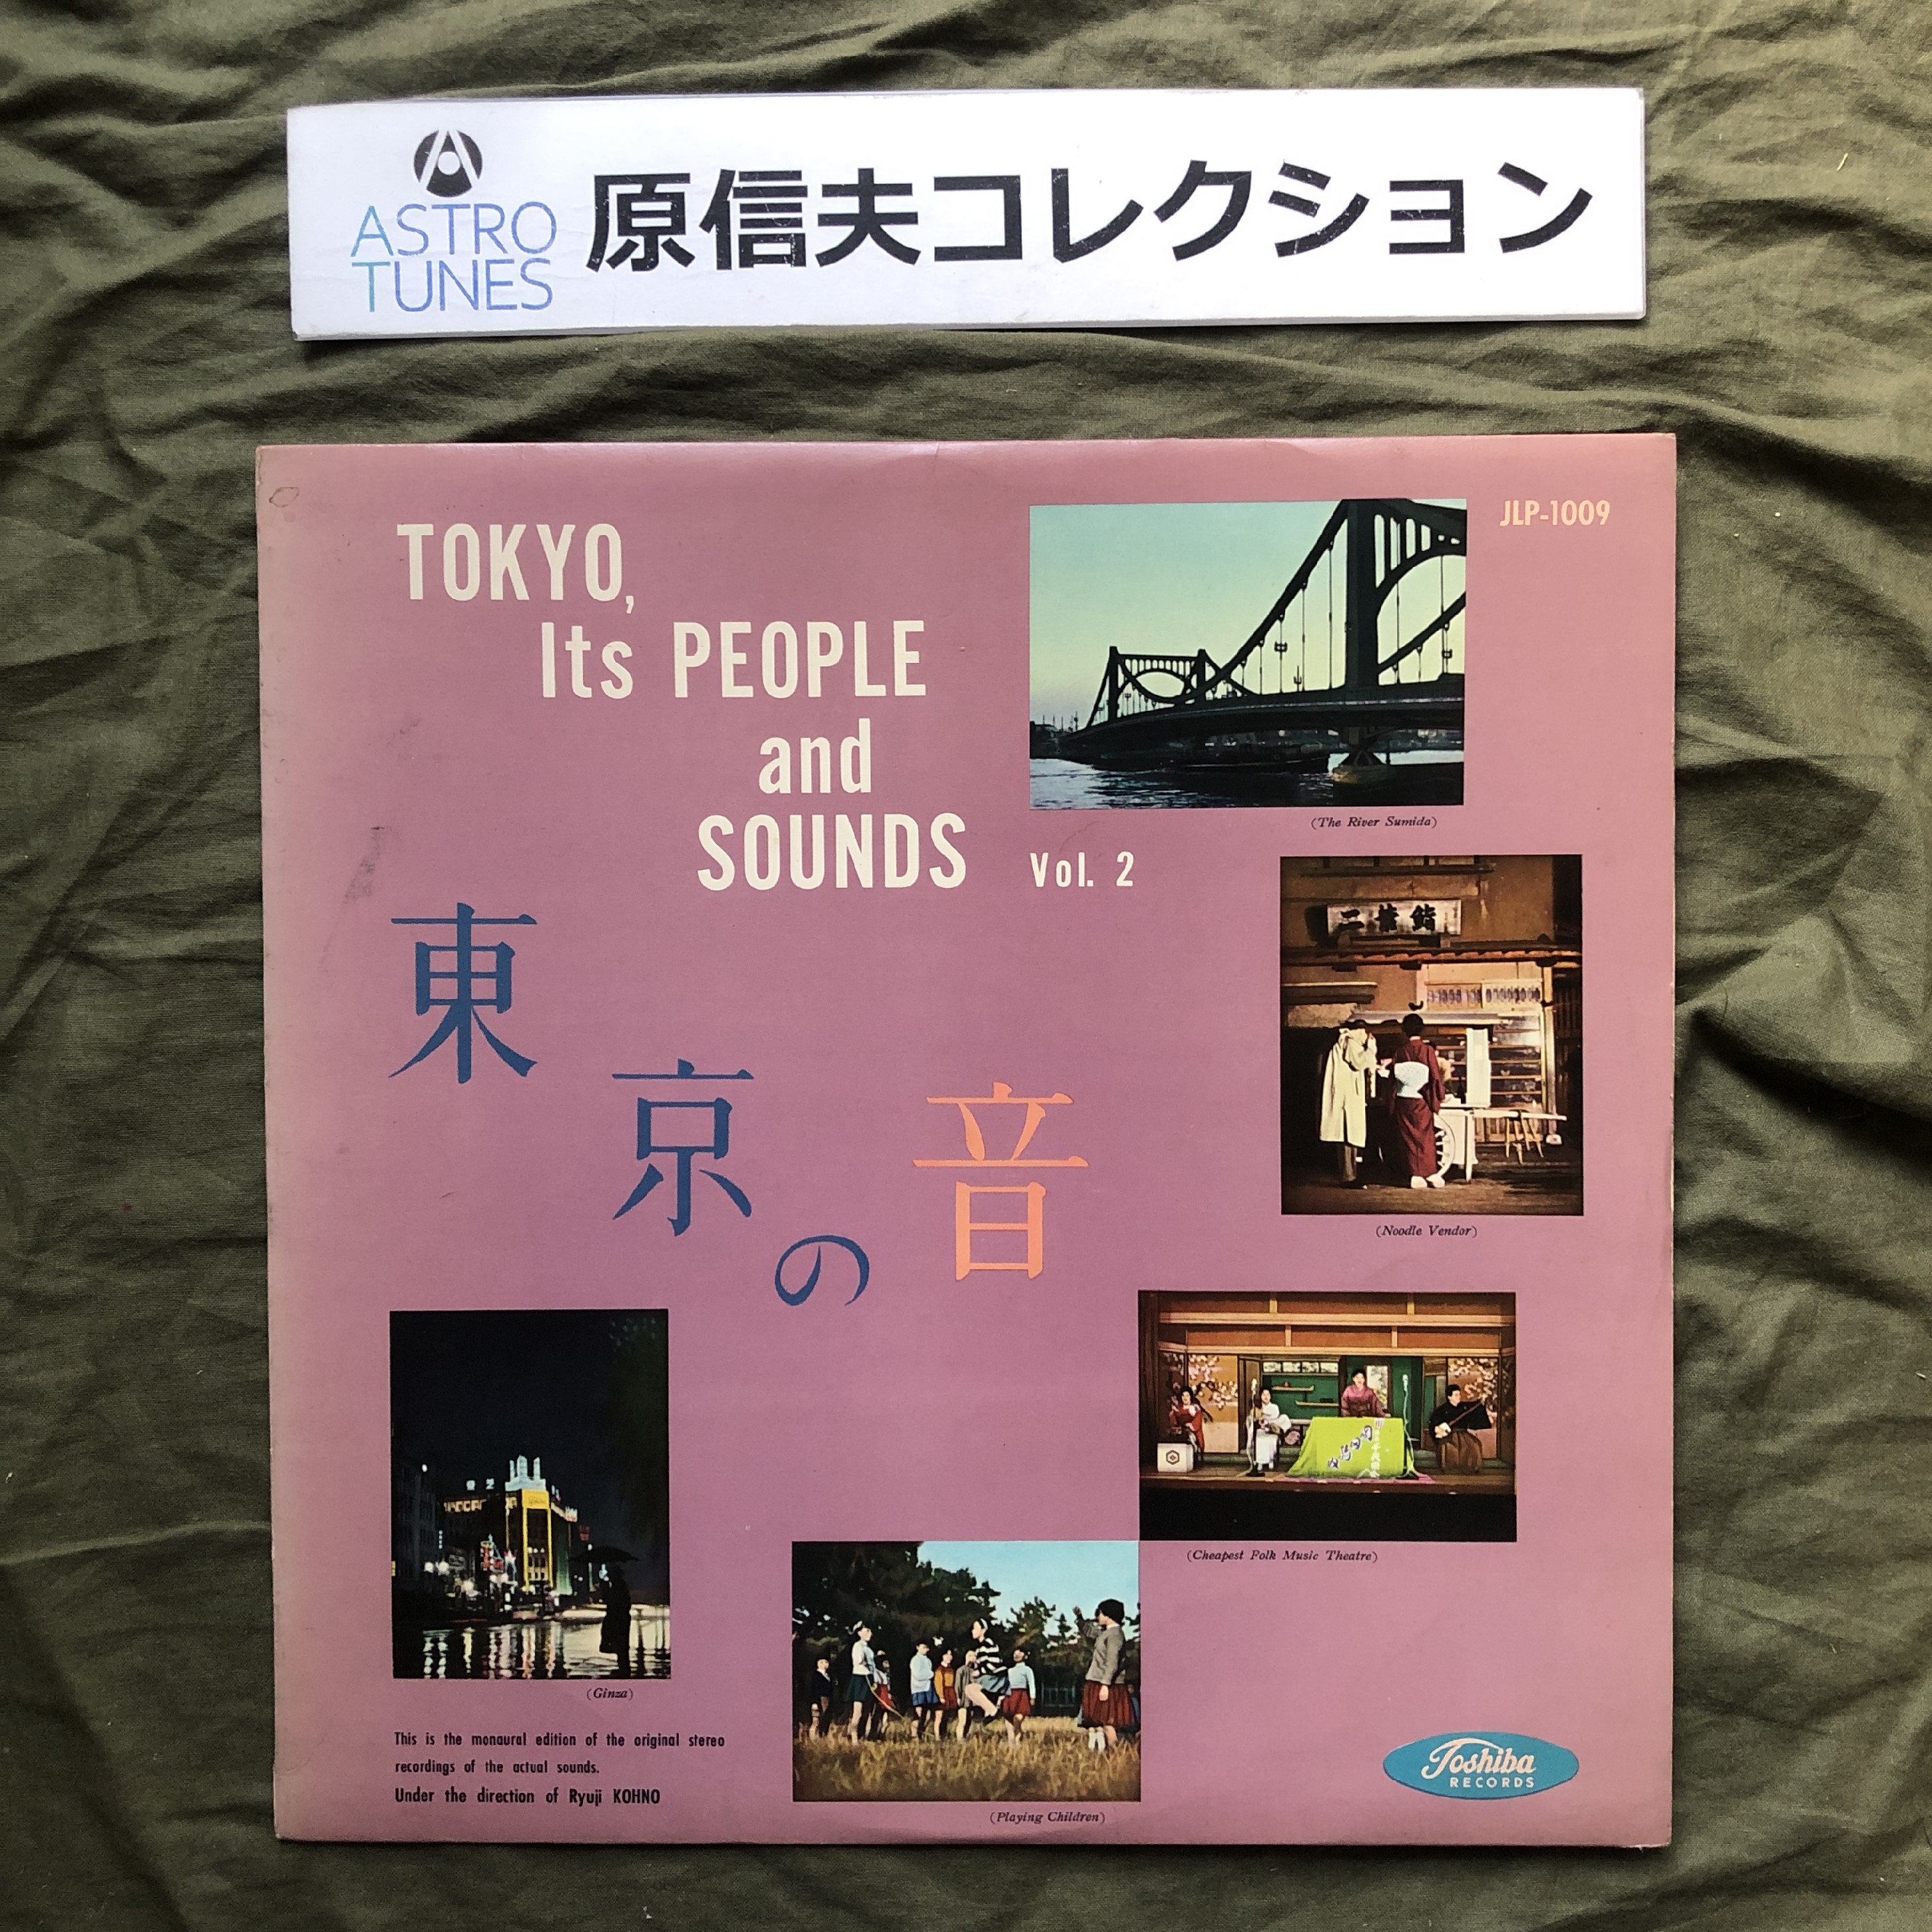 ASTRO
TUNES
原信夫コレクション
JLP-1009
TOKYO,
Its PEOPLE
and
SOUNDS Vol. 2
(The River Sumida)
東京の音
二葉鮨
(Noodle Vendor)
(Cheapest Folk Music Theatre)
(Ginza)
This is the monaural edition of the original stereo
recordings of the actual sounds.
Under the direction of Ryuji KOHNO
(Playing Children)
Toshiba
RECORDS